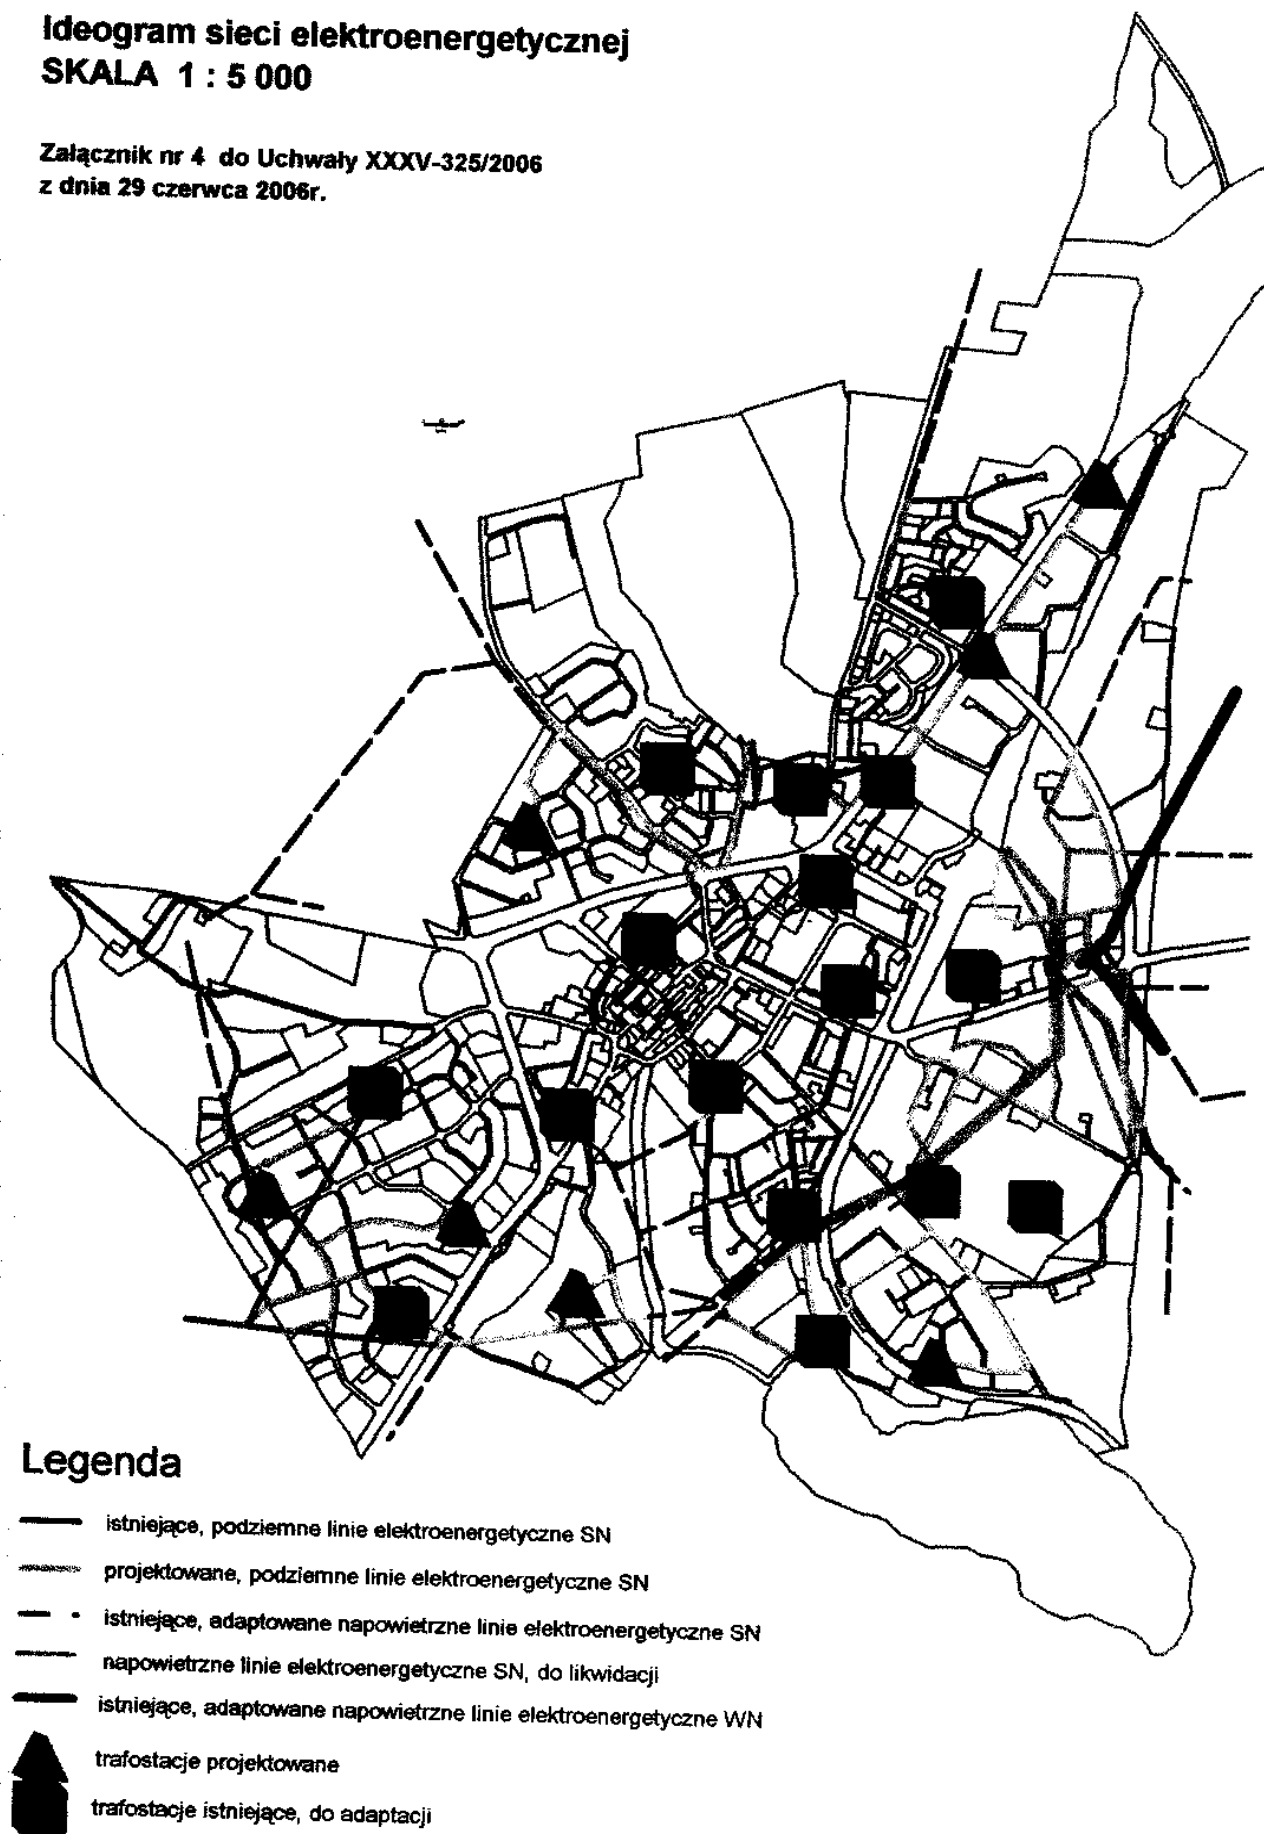 Ideogram sieci elektroenergetycznej
SKALA 1 : 5 000
Załącznik nr 4 do Uchwały XXXV-325/2006
z dnia 29 czerwca 2006r.
Legenda
istniejące, podziemne linie elektroenergetyczne SN
projektowane, podziemne linie elektroenergetyczne SN
istniejące, adaptowane napowietrzne linie elektroenergetyczne SN
napowietrzne linie elektroenergetyczne SN, do likwidacji
istniejące, adaptowane napowietrzne linie elektroenergetyczne WN
trafostacje projektowane
trafostacje istniejące, do adaptacji